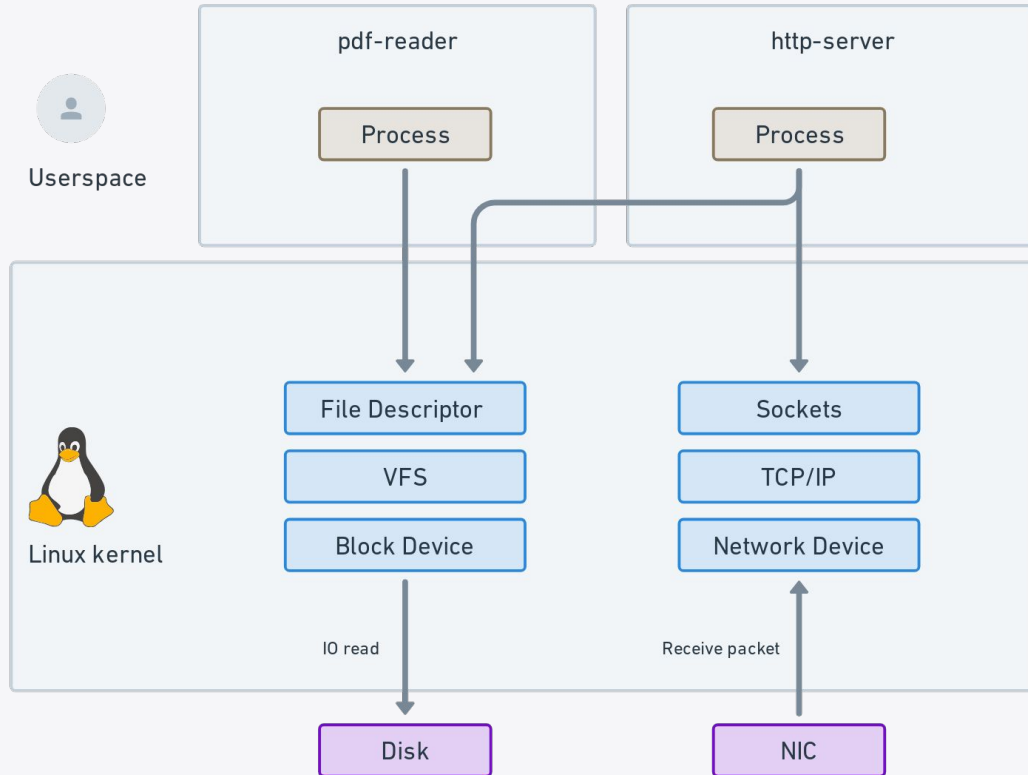 pdf-reader
http-server
Process
Process
Userspace
File Descriptor
Sockets
VFS
TCP/IP
Block Device
Network Device
Linux kernel
IO read
Receive packet
Disk
NIC